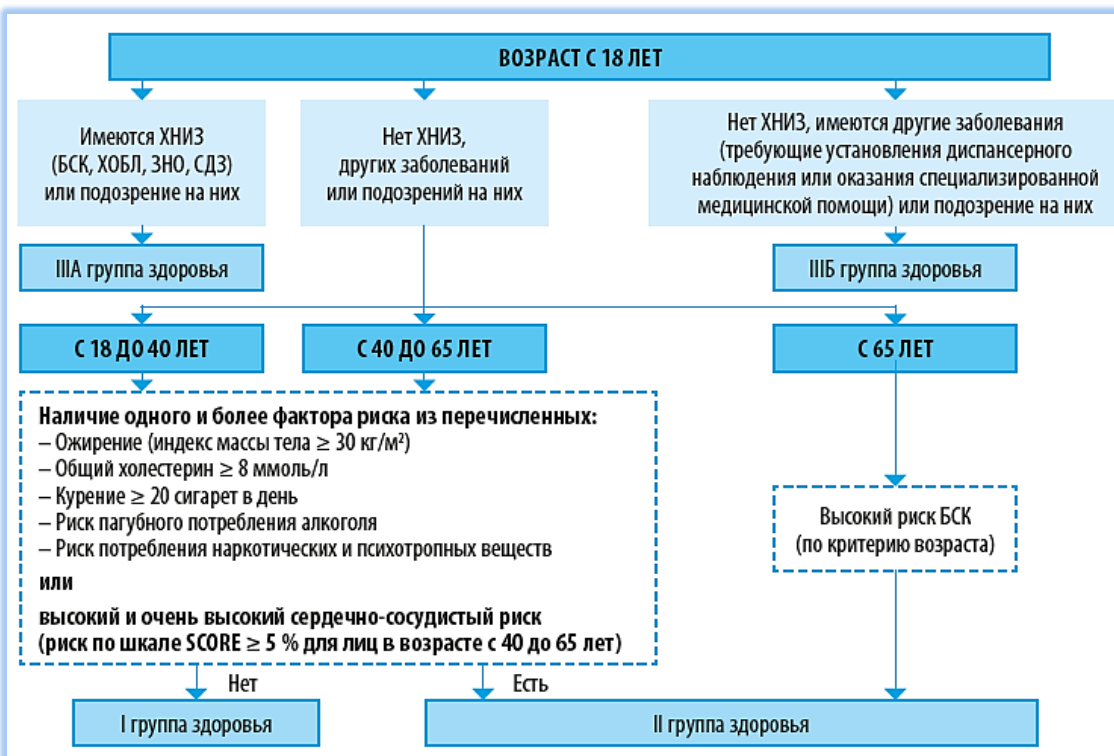 ВОЗРАСТ С 18 ЛЕТ
Имеются ХНИЗ
(БСК, ХОБЛ, ЗНО, СДЗ)
или подозрение на них
Нет ХНИЗ,
других заболеваний
или подозрений на них
Нет ХНИЗ, имеются другие заболевания
(требующие установления диспансерного
наблюдения или оказания специализированной
медицинской помощи) или подозрение на них
IIIА группа здоровья
IIIБ группа здоровья
С 18 ДО 40 ЛЕТ
С 40 ДО 65 ЛЕТ
С 65 ЛЕТ
Наличие одного и более фактора риска из перечисленных:
– Ожирение (индекс массы тела ≥ 30 кг/м²)
– Общий холестерин ≥ 8 ммоль/л
– Курение ≥ 20 сигарет в день
– Риск пагубного потребления алкоголя
– Риск потребления наркотических и психотропных веществ
или
высокий и очень высокий сердечно-сосудистый риск
(риск по шкале SCORE ≥ 5 % для лиц в возрасте с 40 до 65 лет)
Высокий риск БСК
(по критерию возраста)
Нет
Есть
I группа здоровья
II группа здоровья